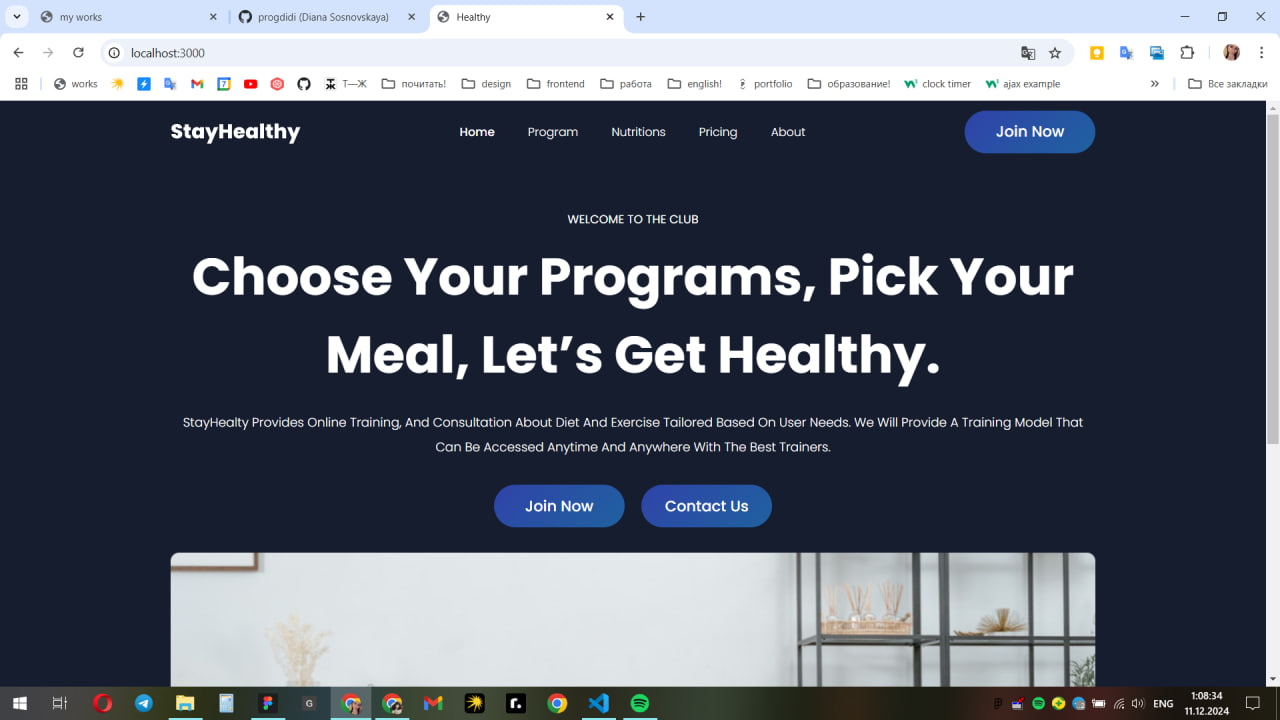 my works
progdidi (Diana Sosnovskaya)
Healthy
localhost:3000
works
Т—Ж
почитать!
design
frontend
работа
english!
portfolio
образование!
clock timer
ajax example
Все закладки
StayHealthy
Home
Program
Nutritions
Pricing
About
Join Now
WELCOME TO THE CLUB
Choose Your Programs, Pick Your
Meal, Let’s Get Healthy.
StayHealty Provides Online Training, And Consultation About Diet And Exercise Tailored Based On User Needs. We Will Provide A Training Model That
Can Be Accessed Anytime And Anywhere With The Best Trainers.
Join Now
Contact Us
ENG
1:08:34
11.12.2024